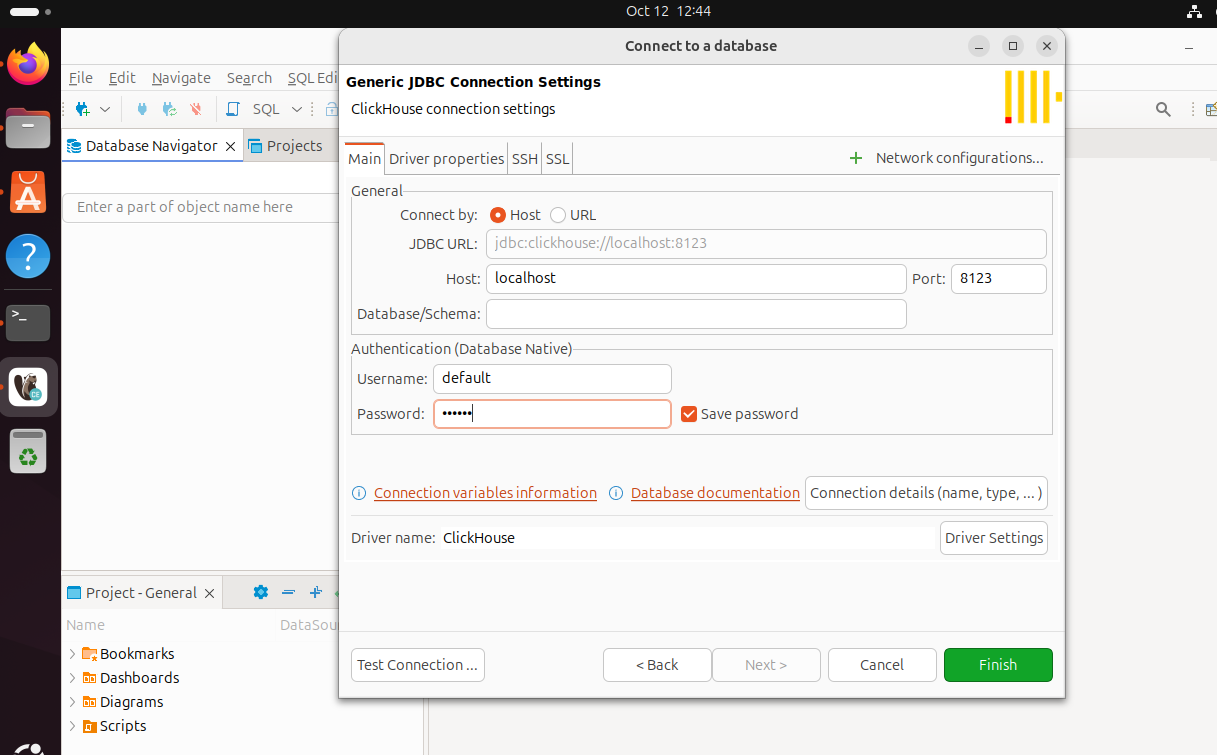 Oct 12 12:44
Connect to a database
File Edit Navigate Search SQL Edi
Generic JDBC Connection Settings
ClickHouse connection settings
SQL
Database Navigator Projects
Main Driver properties SSH SSL Network configurations...
Enter a part of object name here
General
Connect by: Host URL
JDBC URL: jdbc:clickhouse://localhost:8123
Host: localhost Port: 8123
Database/Schema:
Authentication (Database Native)
Username: default
Password: •••••• Save password
Connection variables information Database documentation Connection details (name, type, ... )
Driver name: ClickHouse Driver Settings
Project - General
Name DataSou
Bookmarks
Dashboards
Diagrams
Scripts
Test Connection ... < Back Next > Cancel Finish